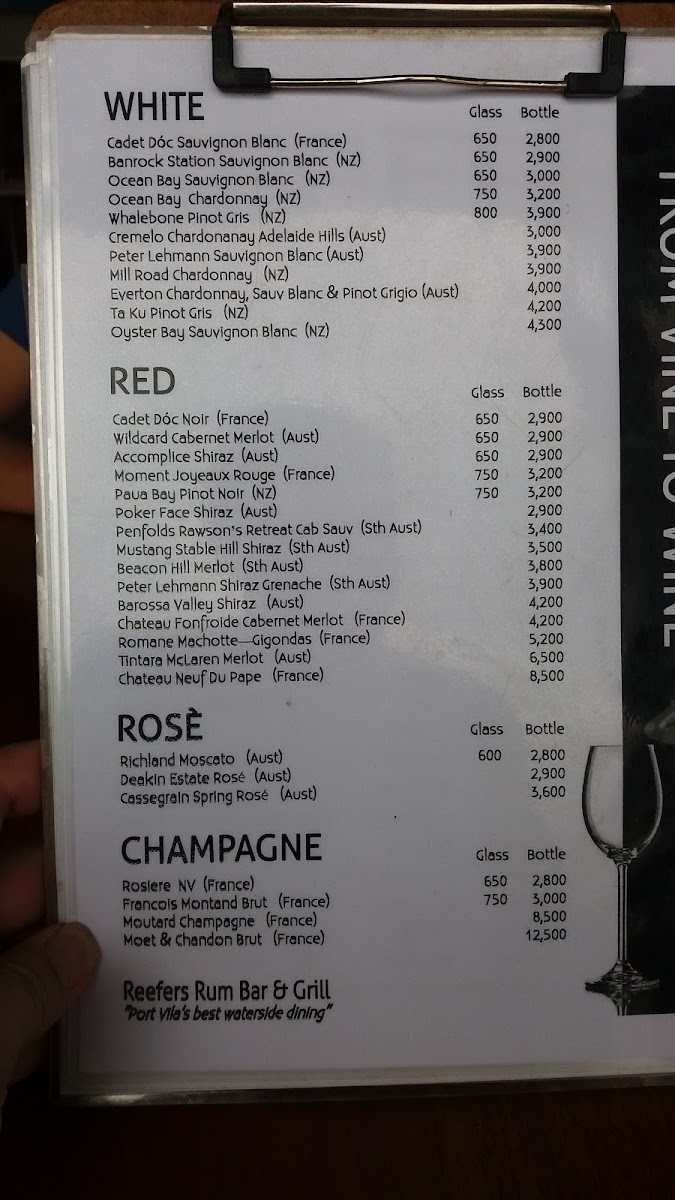 WHITE Glass Bottle
Cadet Dóc Sauvignon Blanc (France) 650 2,800
Banrock Station Sauvignon Blanc (NZ) 650 2,900
Ocean Bay Sauvignon Blanc (NZ) 650 3,000
Ocean Bay Chardonnay (NZ) 750 3,200
Whalebone Pinot Gris (NZ) 800 3,900
Cremelo Chardonanay Adelaide Hills (Aust) 3,000
Peter Lehmann Sauvignon Blanc (Aust) 3,900
Mill Road Chardonnay (NZ) 3,900
Everton Chardonnay, Sauv Blanc & Pinot Grigio (Aust) 4,000
Ta Ku Pinot Gris (NZ) 4,200
Oyster Bay Sauvignon Blanc (NZ) 4,300
RED Glass Bottle
Cadet Dóc Noir (France) 650 2,900
Wildcard Cabernet Merlot (Aust) 650 2,900
Accomplice Shiraz (Aust) 650 2,900
Moment Joyeaux Rouge (France) 750 3,200
Paua Bay Pinot Noir (NZ) 750 3,200
Poker Face Shiraz (Aust) 2,900
Penfolds Rawson's Retreat Cab Sauv (Sth Aust) 3,400
Mustang Stable Hill Shiraz (Sth Aust) 3,500
Beacon Hill Merlot (Sth Aust) 3,800
Peter Lehmann Shiraz Grenache (Sth Aust) 3,900
Barossa Valley Shiraz (Aust) 4,200
Chateau Fonfroide Cabernet Merlot (France) 4,200
Romane Machotte—Gigondas (France) 5,200
Tintara McLaren Merlot (Aust) 6,500
Chateau Neuf Du Pape (France) 8,500
ROSÈ Glass Bottle
Richland Moscato (Aust) 600 2,800
Deakin Estate Rosé (Aust) 2,900
Cassegrain Spring Rosé (Aust) 3,600
CHAMPAGNE Glass Bottle
Rosiere NV (France) 650 2,800
Francois Montand Brut (France) 750 3,000
Moutard Champagne (France) 8,500
Moet & Chandon Brut (France) 12,500
Reefers Rum Bar & Grill
"Port Vila's best waterside dining"
FROM VINE TO WINE